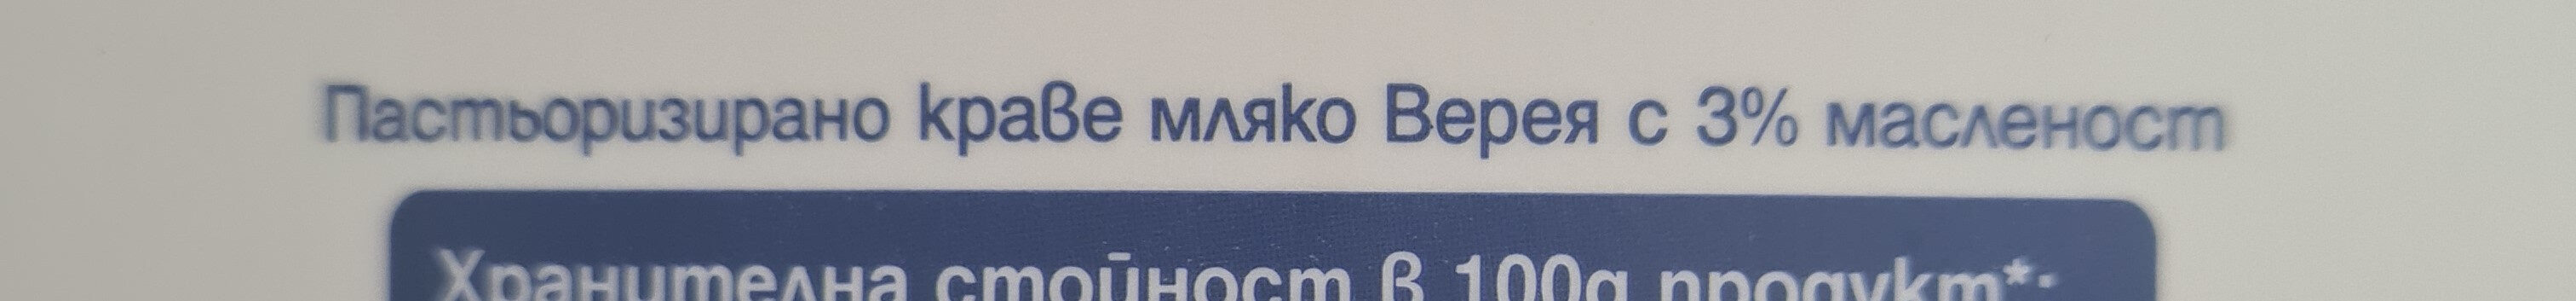 Пастьоризирано краве мляко Верея с 3% масленост
Хранителна стойност в 100g продукт*: